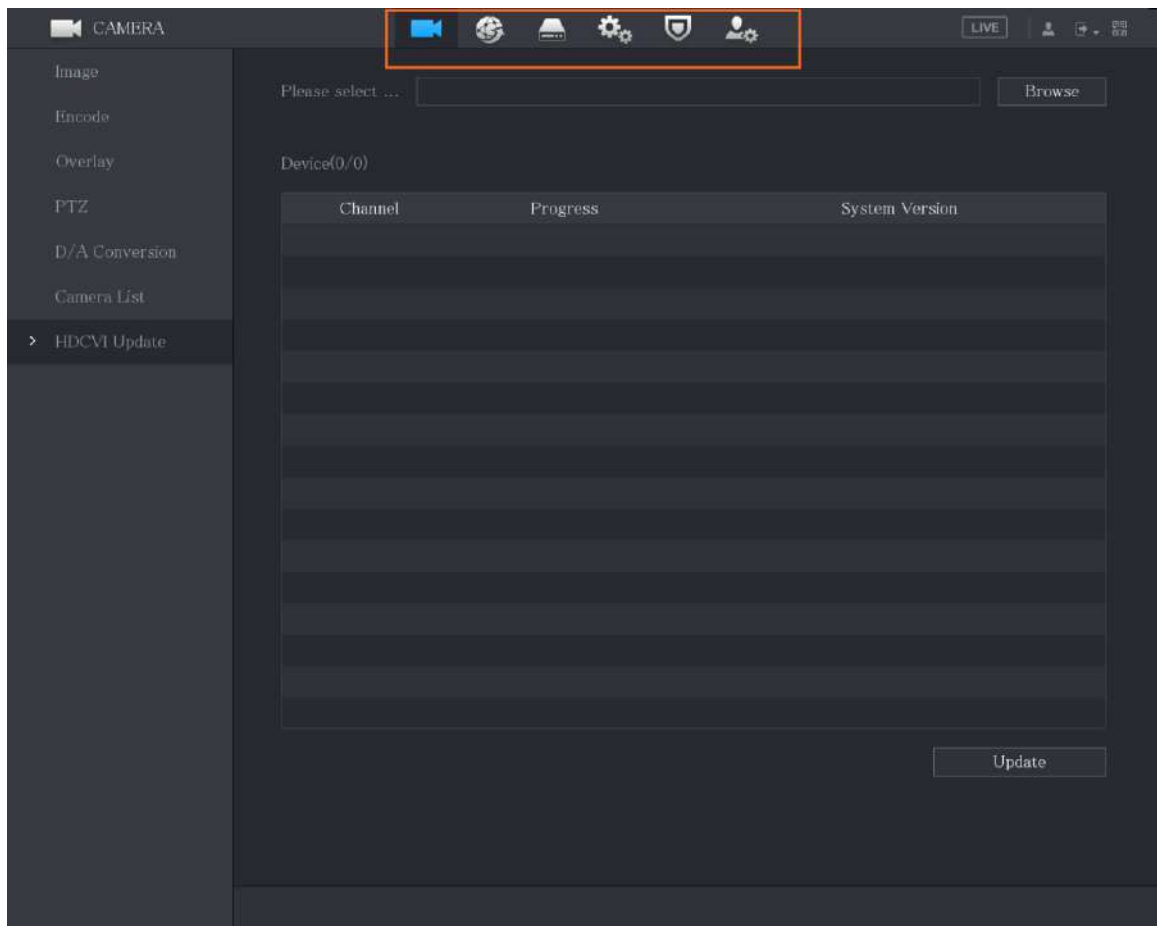 CAMERA
LIVE
Image
Encode
Overlay
PTZ
D/A Conversion
Camera List
HDCVI Update
Please select ...
Browse
Device(0/0)
Channel Progress System Version
Update